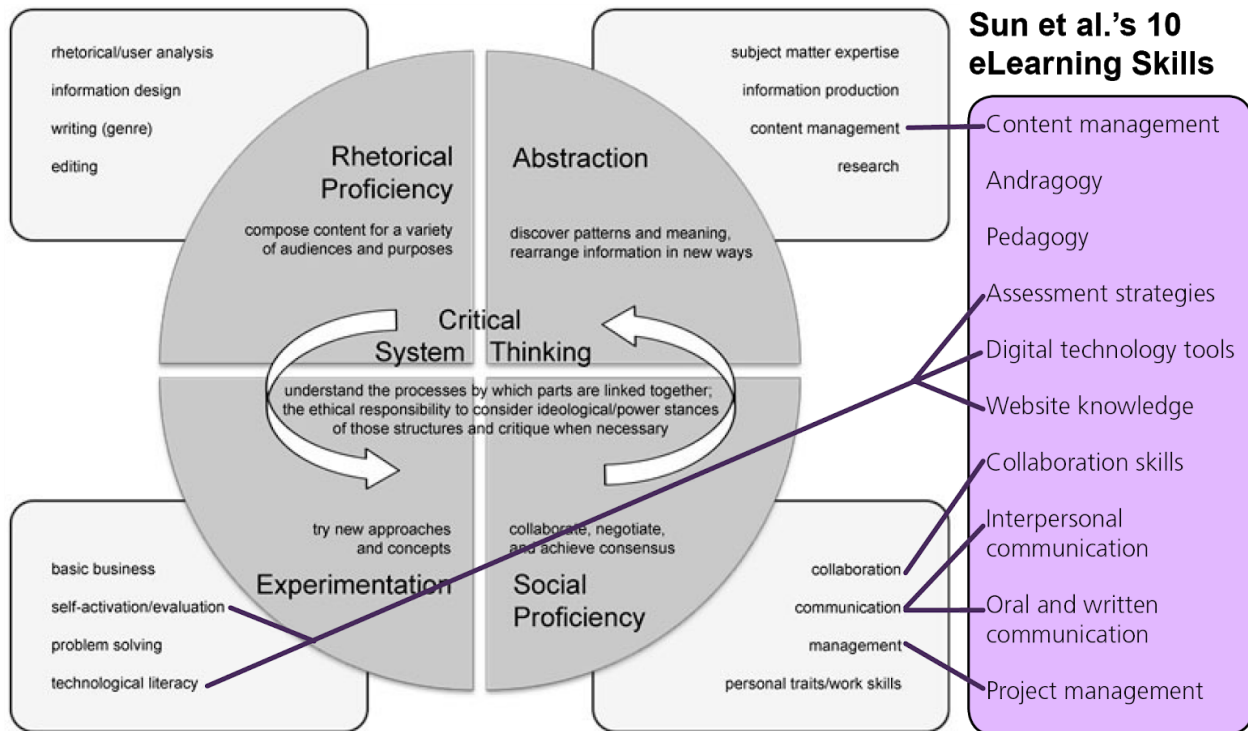 rhetorical/user analysis
information design
writing (genre)
editing
Rhetorical
Proficiency
compose content for a variety
of audiences and purposes
Abstraction
discover patterns and meaning,
rearrange information in new ways
subject matter expertise
information production
content management
research
Critical
System Thinking
understand the processes by which parts are linked together;
the ethical responsibility to consider ideological/power stances
of those structures and critique when necessary
try new approaches
and concepts
Experimentation
collaborate, negotiate,
and achieve consensus
Social
Proficiency
basic business
self-activation/evaluation
problem solving
technological literacy
collaboration
communication
management
personal traits/work skills
Sun et al.’s 10
eLearning Skills
Content management
Andragogy
Pedagogy
Assessment strategies
Digital technology tools
Website knowledge
Collaboration skills
Interpersonal
communication
Oral and written
communication
Project management